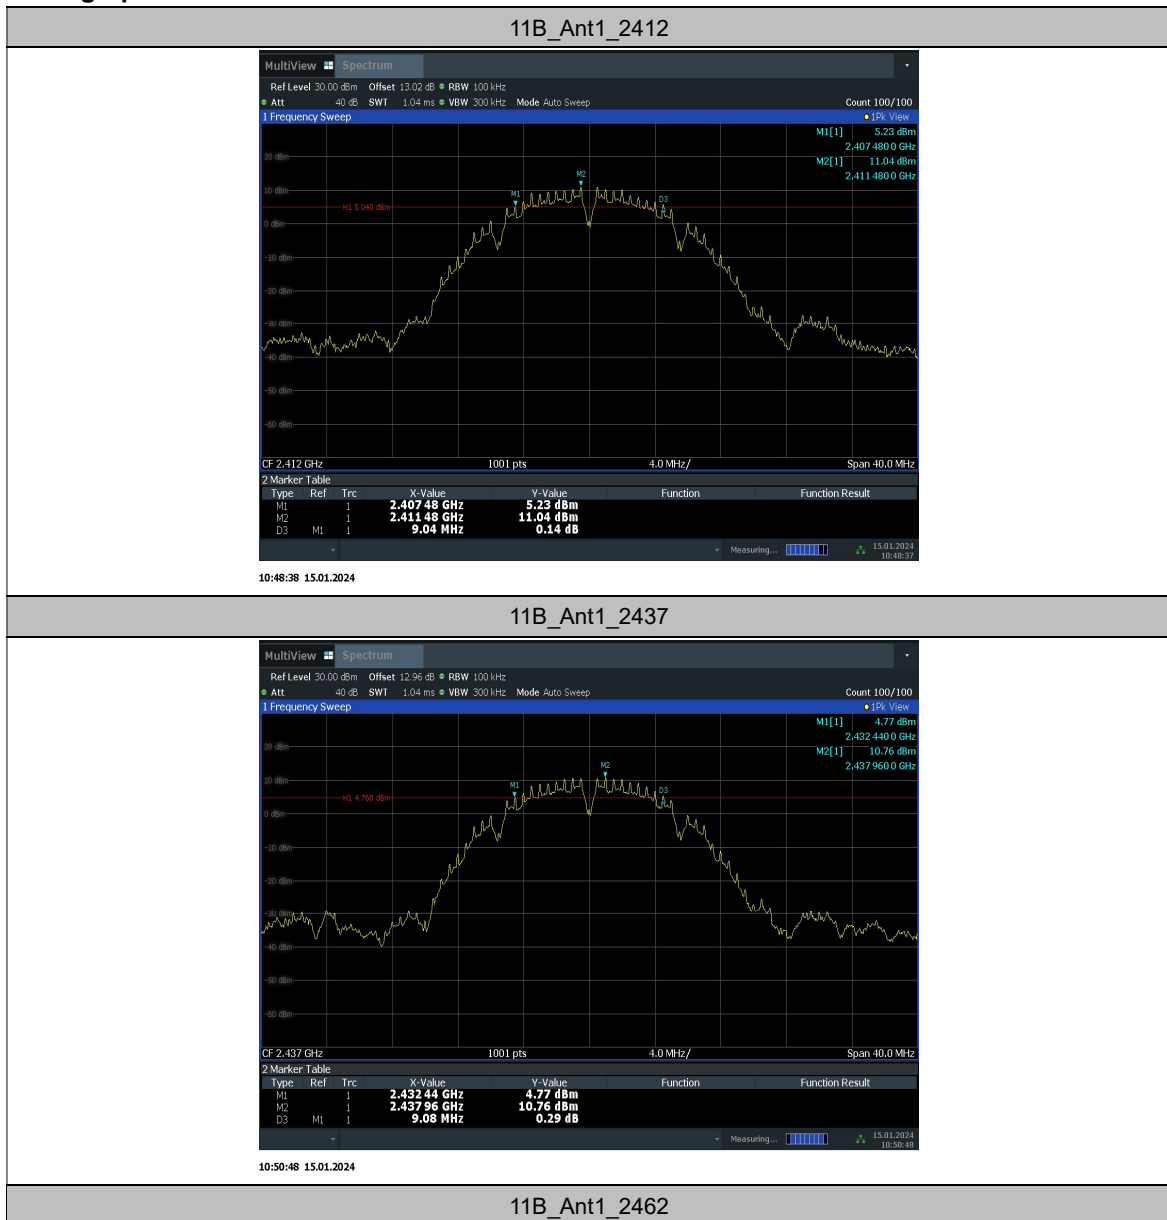 11B_Ant1_2412
MultiView Spectrum
Ref Level 30.00 dBm Offset 13.02 dB RBW 100 kHz
Att 40 dB SWT 1.04 ms VBW 300 kHz Mode Auto Sweep Count 100/100
1 Frequency Sweep 1Pk View
M1[1] 5.23 dBm
2.407 480 0 GHz
M2[1] 11.04 dBm
2.411 480 0 GHz
20 dBm
M2
10 dBm
M1
D3
H1 5.040 dBm
0 dBm
-10 dBm
-20 dBm
-30 dBm
-40 dBm
-50 dBm
-60 dBm
CF 2.412 GHz 1001 pts 4.0 MHz/ Span 40.0 MHz
2 Marker Table
Type Ref Trc X-Value Y-Value Function Function Result
M1 1 2.407 48 GHz 5.23 dBm
M2 1 2.411 48 GHz 11.04 dBm
D3 M1 1 9.04 MHz 0.14 dB
Measuring... 15.01.2024
10:48:37
10:48:38 15.01.2024
11B_Ant1_2437
MultiView Spectrum
Ref Level 30.00 dBm Offset 12.96 dB RBW 100 kHz
Att 40 dB SWT 1.04 ms VBW 300 kHz Mode Auto Sweep Count 100/100
1 Frequency Sweep 1Pk View
M1[1] 4.77 dBm
2.432 440 0 GHz
M2[1] 10.76 dBm
2.437 960 0 GHz
20 dBm
M2
10 dBm
M1
D3
H1 4.760 dBm
0 dBm
-10 dBm
-20 dBm
-30 dBm
-40 dBm
-50 dBm
-60 dBm
CF 2.437 GHz 1001 pts 4.0 MHz/ Span 40.0 MHz
2 Marker Table
Type Ref Trc X-Value Y-Value Function Function Result
M1 1 2.432 44 GHz 4.77 dBm
M2 1 2.437 96 GHz 10.76 dBm
D3 M1 1 9.08 MHz 0.29 dB
Measuring... 15.01.2024
10:50:48
10:50:48 15.01.2024
11B_Ant1_2462